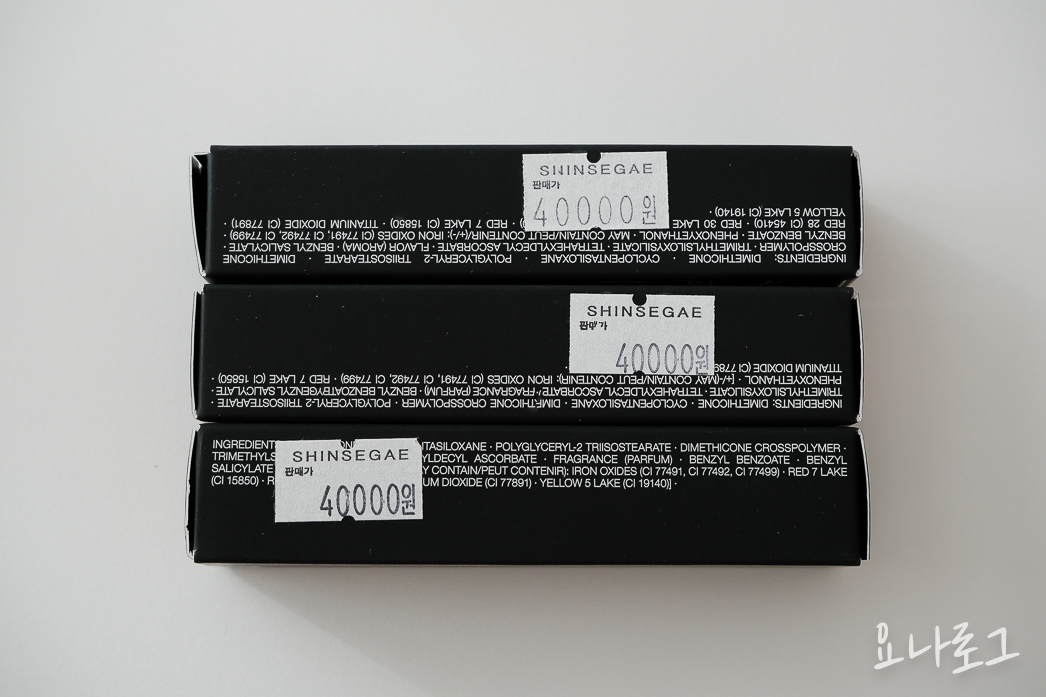 SHINSEGAE
판매가
40000원
INGREDIENTS: DIMETHICONE · CYCLOPENTASILOXANE · POLYGLYCERYL-2 TRIISOSTEARATE · DIMETHICONE
CROSSPOLYMER · TRIMETHYLSILOXYSILICATE · TETRAHEXYLDECYL ASCORBATE · FLAVOR (AROMA) · BENZYL SALICYLATE ·
BENZYL BENZOATE · PHENOXYETHANOL · MAY CONTAIN/PEUT CONTENIR/(+/-): IRON OXIDES (CI 77491, CI 77492, CI 77499)
RED 28 LAKE (CI 45410) · RED 30 LAKE · RED 7 LAKE (CI 15850) · TITANIUM DIOXIDE (CI 77891) ·
YELLOW 5 LAKE (CI 19140) ·
SHINSEGAE
판매가
40000원
INGREDIENTS: DIMETHICONE · CYCLOPENTASILOXANE · DIMETHICONE CROSSPOLYMER · POLYGLYCERYL-2 TRIISOSTEARATE ·
TRIMETHYLSILOXYSILICATE · TETRAHEXYLDECYL ASCORBATE · FRAGRANCE (PARFUM) · BENZYL BENZOATE · BENZYL SALICYLATE ·
PHENOXYETHANOL · [+/- (MAY CONTAIN/PEUT CONTENIR): IRON OXIDES (CI 77491, CI 77492, CI 77499) · RED 7 LAKE (CI 15850) ·
TITANIUM DIOXIDE (CI 7789
SHINSEGAE
판매가
40000원
INGREDIENTS POLYGLYCERYL-2 TRIISOSTEARATE · DIMETHICONE CROSSPOLYMER ·
ASCORBATE · FRAGRANCE (PARFUM) · BENZYL BENZOATE · BENZYL
SALICYLATE CONTAIN/PEUT CONTENIR): IRON OXIDES (CI 77491, CI 77492, CI 77499) · RED 7 LAKE
(CI 15850) · DIOXIDE (CI 77891) · YELLOW 5 LAKE (CI 19140)] ·
요나로그